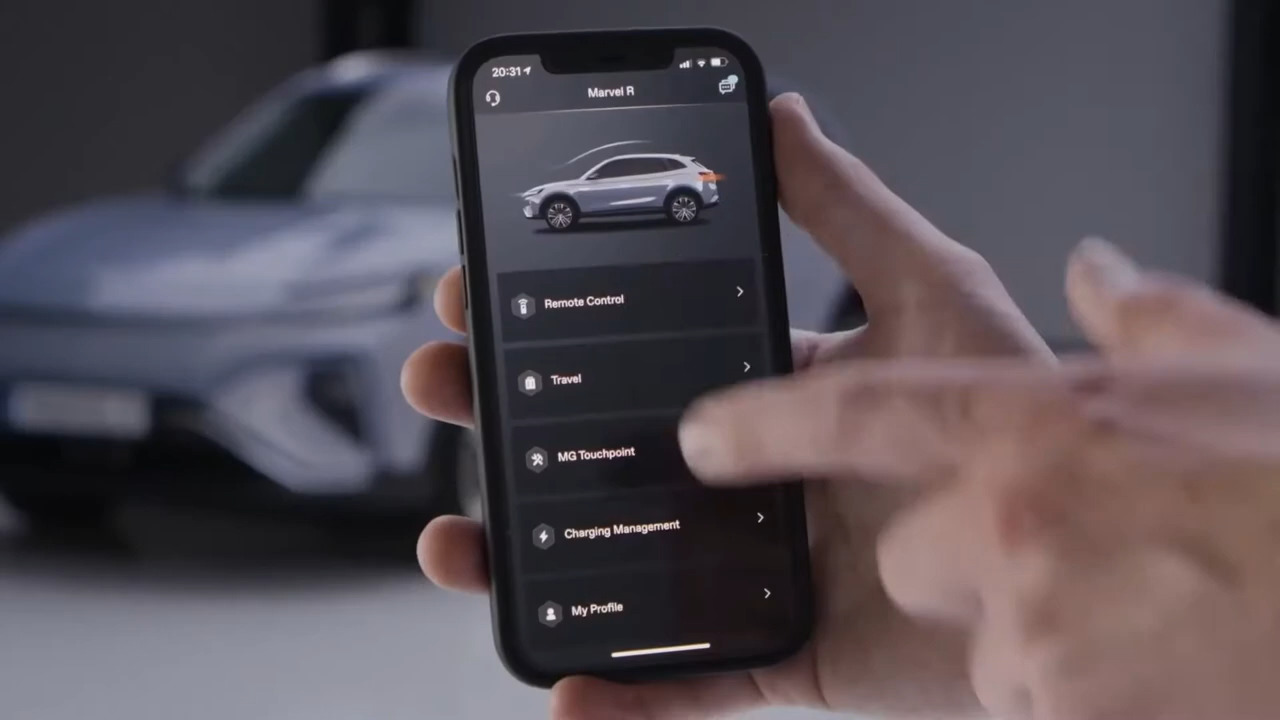 20:31
Marvel R
Remote Control
Travel
MG Touchpoint
Charging Management
My Profile